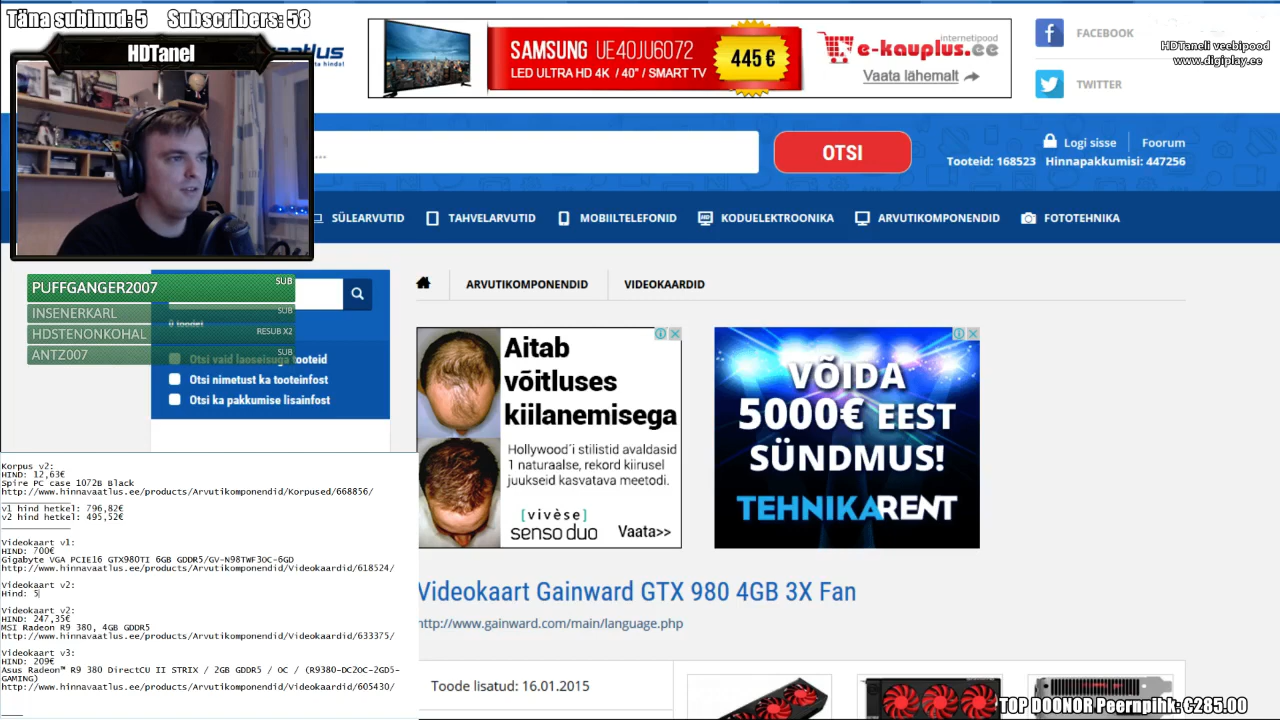 Täna subinud: 5 Subscribers: 58
HDTanel
SAMSUNG UE40JU6072
LED ULTRA HD 4K / 40" / SMART TV
445 €
internetipood
e-kauplus.ee
Vaata lähemalt
FACEBOOK
TWITTER
HDTaneli veebipood
www.digiplay.ee
OTSI
Logi sisse Foorum
Tooteid: 168523 Hinnapakkumisi: 447256
SÜLEARVUTID TAHVELARVUTID MOBIILTELEFONID KODUELEKTROONIKA ARVUTIKOMPONENDID FOTOTEHNIKA
PUFFGANGER2007 SUB
INSENERKARL SUB
HDSTENONKOHAL RESUB X2
ANTZ007 SUB
0 toodet
Otsi vaid laoseisuga tooteid
Otsi nimetust ka tooteinfost
Otsi ka pakkumise lisainfost
ARVUTIKOMPONENDID VIDEOKAARDID
Aitab
võitluses
kiilanemisega
Hollywood´i stilistid avaldasid
1 naturaalse, rekord kiirusel
juukseid kasvatava meetodi.
[vivèse]
senso duo
Vaata>>
VÕIDA
5000€ EEST
SÜNDMUS!
TEHNIKARENT
Videokaart Gainward GTX 980 4GB 3X Fan
http://www.gainward.com/main/language.php
Toode lisatud: 16.01.2015
TOP DOONOR Peernpihk: €285.00
Korpus v2:
HIND: 12,63€
Spire PC case 1072B Black
http://www.hinnavaatlus.ee/products/Arvutikomponendid/Korpused/668856/
v1 hind hetkel: 796,82€
v2 hind hetkel: 495,52€
Videokaart v1:
HIND: 700€
Gigabyte VGA PCIE16 GTX980TI 6GB GDDR5/GV-N98TWF3OC-6GD
http://www.hinnavaatlus.ee/products/Arvutikomponendid/Videokaardid/618524/
Videokaart v2:
Hind: 5
Videokaart v2:
HIND: 247,35€
MSI Radeon R9 380, 4GB GDDR5
http://www.hinnavaatlus.ee/products/Arvutikomponendid/Videokaardid/633375/
Videokaart v3:
HIND: 209€
Asus Radeon™ R9 380 DirectCU II STRIX / 2GB GDDR5 / OC / (R9380-DC2OC-2GD5-
GAMING)
http://www.hinnavaatlus.ee/products/Arvutikomponendid/Videokaardid/605430/